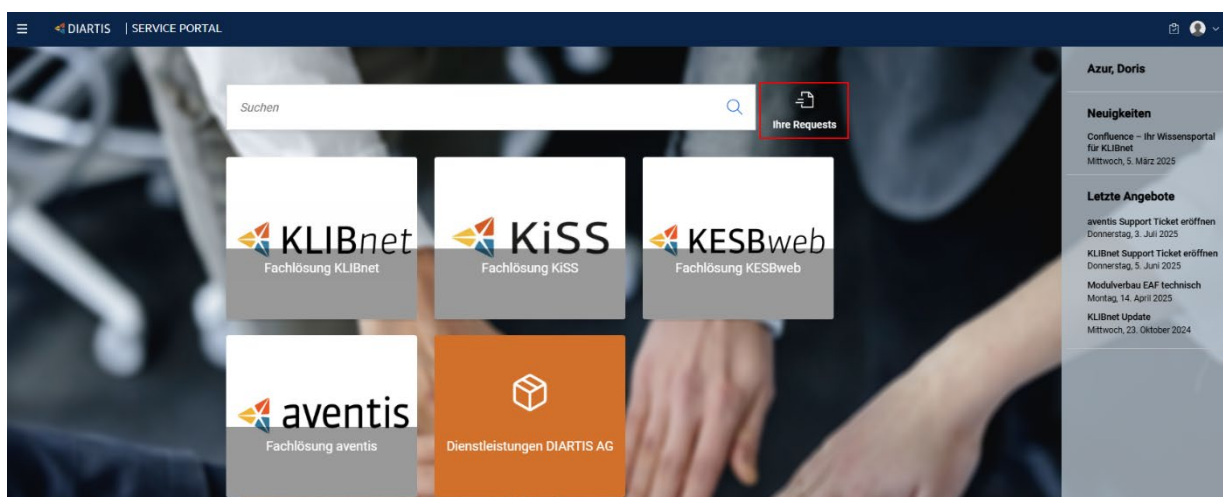 DIARTIS | SERVICE PORTAL
Suchen
Ihre Requests
KLIBnet
Fachlösung KLIBnet
KiSS
Fachlösung KiSS
KESBweb
Fachlösung KESBweb
aventis
Fachlösung aventis
Dienstleistungen DIARTIS AG
Azur, Doris
Neuigkeiten
Confluence – Ihr Wissensportal
für KLIBnet
Mittwoch, 5. März 2025
Letzte Angebote
aventis Support Ticket eröffnen
Donnerstag, 3. Juli 2025
KLIBnet Support Ticket eröffnen
Donnerstag, 5. Juni 2025
Modulverbau EAF technisch
Montag, 14. April 2025
KLIBnet Update
Mittwoch, 23. Oktober 2024